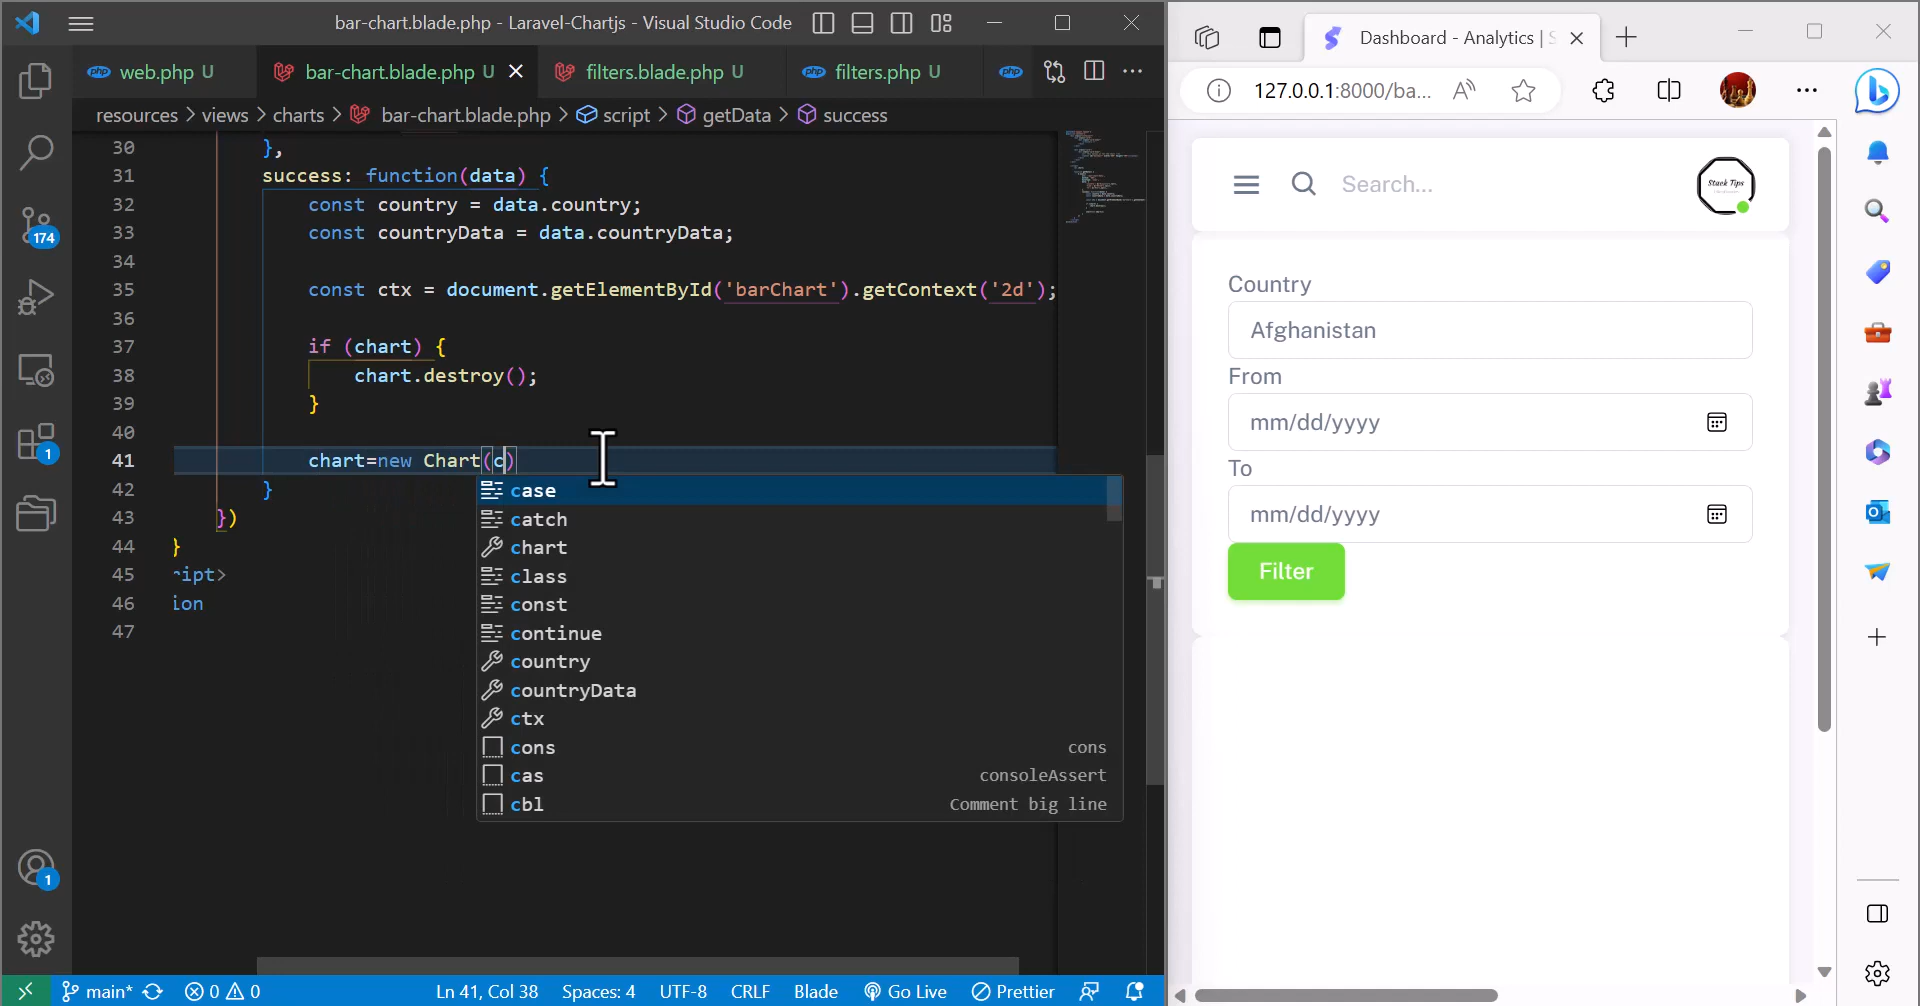 bar-chart.blade.php - Laravel-Chartjs - Visual Studio Code
web.php U
bar-chart.blade.php U
filters.blade.php U
filters.php U
resources > views > charts > bar-chart.blade.php > script > getData > success
30 },
31 success: function(data) {
32 const country = data.country;
33 const countryData = data.countryData;
34
35 const ctx = document.getElementById('barChart').getContext('2d');
36
37 if (chart) {
38 chart.destroy();
39 }
40
41 chart=new Chart(c)
42 }
43 })
44 }
45 ript>
46 ion
47
case
catch
chart
class
const
continue
country
countryData
ctx
cons cons
cas consoleAssert
cbl Comment big line
174
1
1
main* 0 0 Ln 41, Col 38 Spaces: 4 UTF-8 CRLF Blade Go Live Prettier
Dashboard - Analytics | S
127.0.0.1:8000/ba...
Search...
Stack Tips
Country
Afghanistan
From
mm/dd/yyyy
To
mm/dd/yyyy
Filter